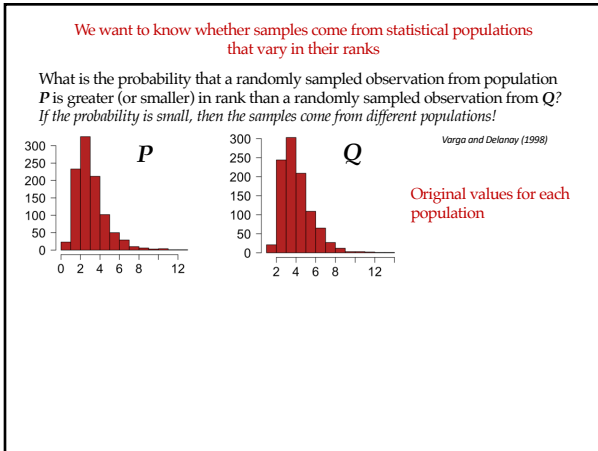 We want to know whether samples come from statistical populations
that vary in their ranks
What is the probability that a randomly sampled observation from population
P is greater (or smaller) in rank than a randomly sampled observation from Q?
If the probability is small, then the samples come from different populations!
Varga and Delanay (1998)
P
300
250
200
150
100
50
0
0 2 4 6 8 12
Q
300
250
200
150
100
50
0
2 4 6 8 12
Original values for each
population